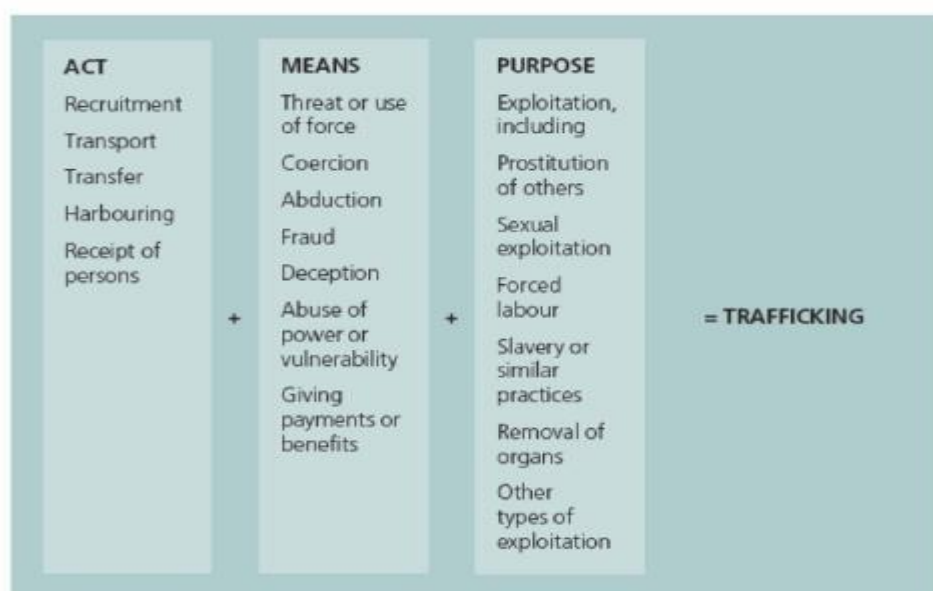 ACT
Recruitment
Transport
Transfer
Harbouring
Receipt of
persons
+
MEANS
Threat or use
of force
Coercion
Abduction
Fraud
Deception
Abuse of
power or
vulnerability
Giving
payments or
benefits
+
PURPOSE
Exploitation,
including
Prostitution
of others
Sexual
exploitation
Forced
labour
Slavery or
similar
practices
Removal of
organs
Other
types of
exploitation
= TRAFFICKING